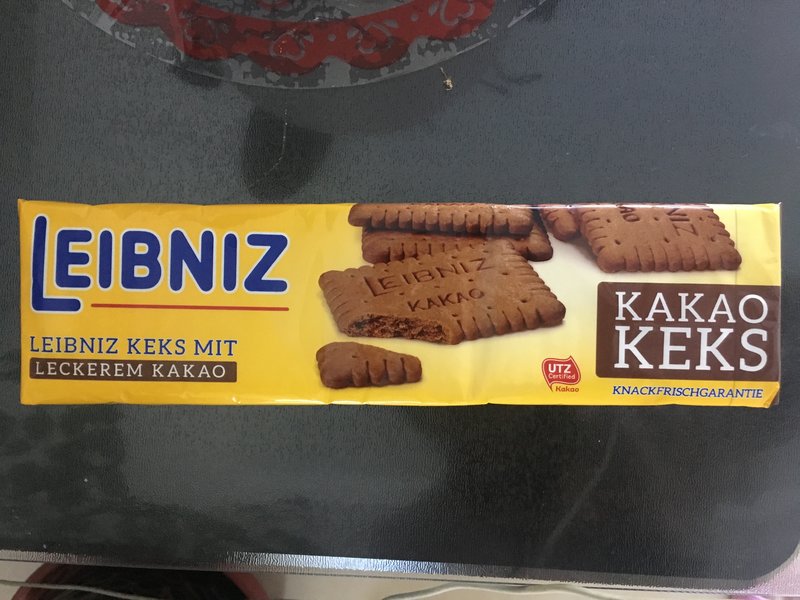 LEIBNIZ
LEIBNIZ KEKS MIT
LECKEREM KAKAO
LEIBNIZ
KAKAO
UTZ
Certified
Kakao
KAKAO
KEKS
KNACKFRISCHGARANTIE